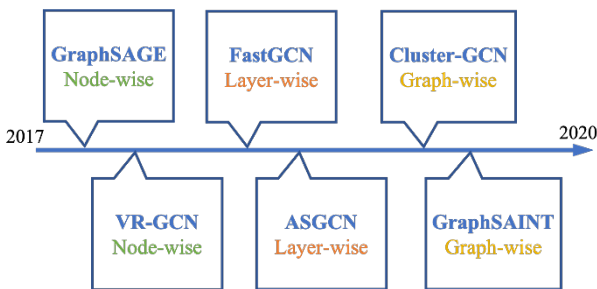 GraphSAGE
Node-wise
FastGCN
Layer-wise
Cluster-GCN
Graph-wise
2017
2020
VR-GCN
Node-wise
ASGCN
Layer-wise
GraphSAINT
Graph-wise